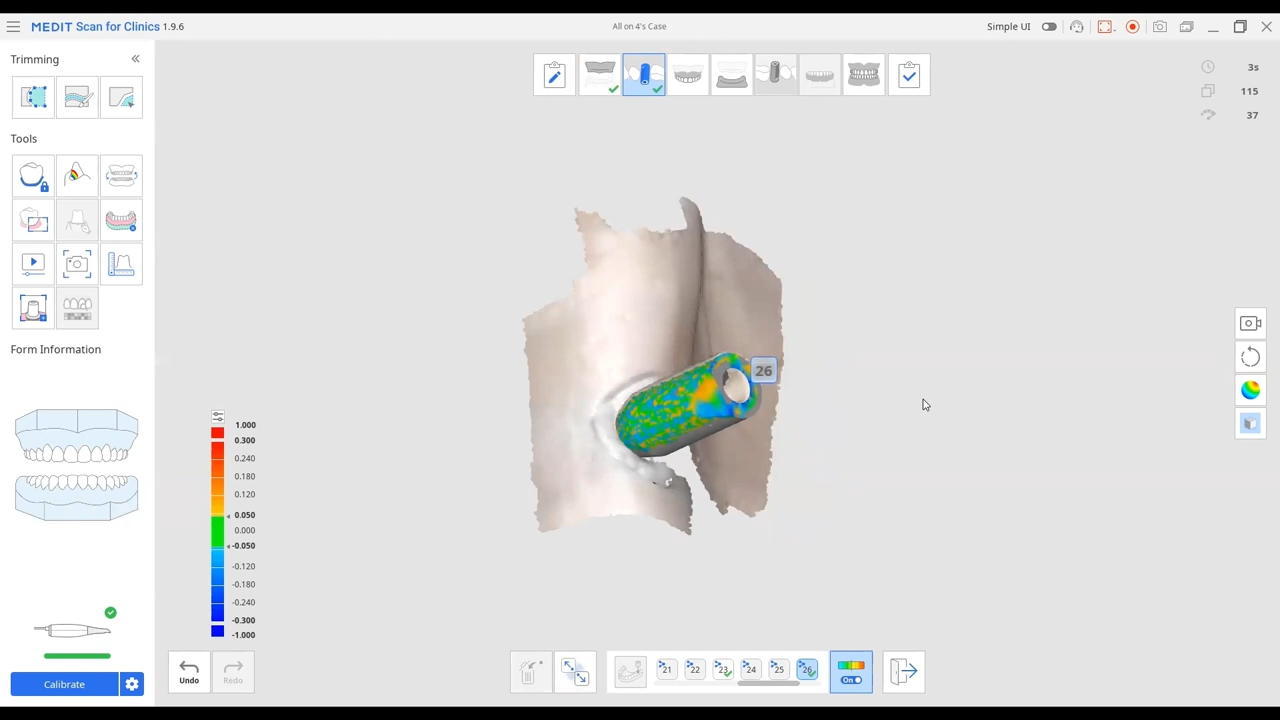 MEDIT Scan for Clinics 1.9.6
All on 4's Case
Simple UI
Trimming
Tools
Form Information
Calibrate
3s
115
37
26
1.000
0.300
0.240
0.180
0.120
0.050
0.000
-0.050
-0.120
-0.180
-0.240
-0.300
-1.000
Undo
Redo
21
22
23
24
25
26
On